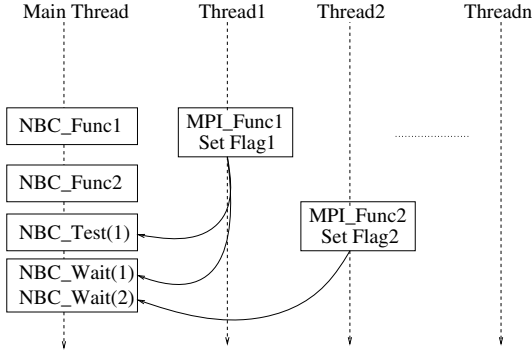 Main Thread Thread1 Thread2 Threadn
NBC_Func1
MPI_Func1
Set Flag1
NBC_Func2
MPI_Func2
Set Flag2
NBC_Test(1)
NBC_Wait(1)
NBC_Wait(2)